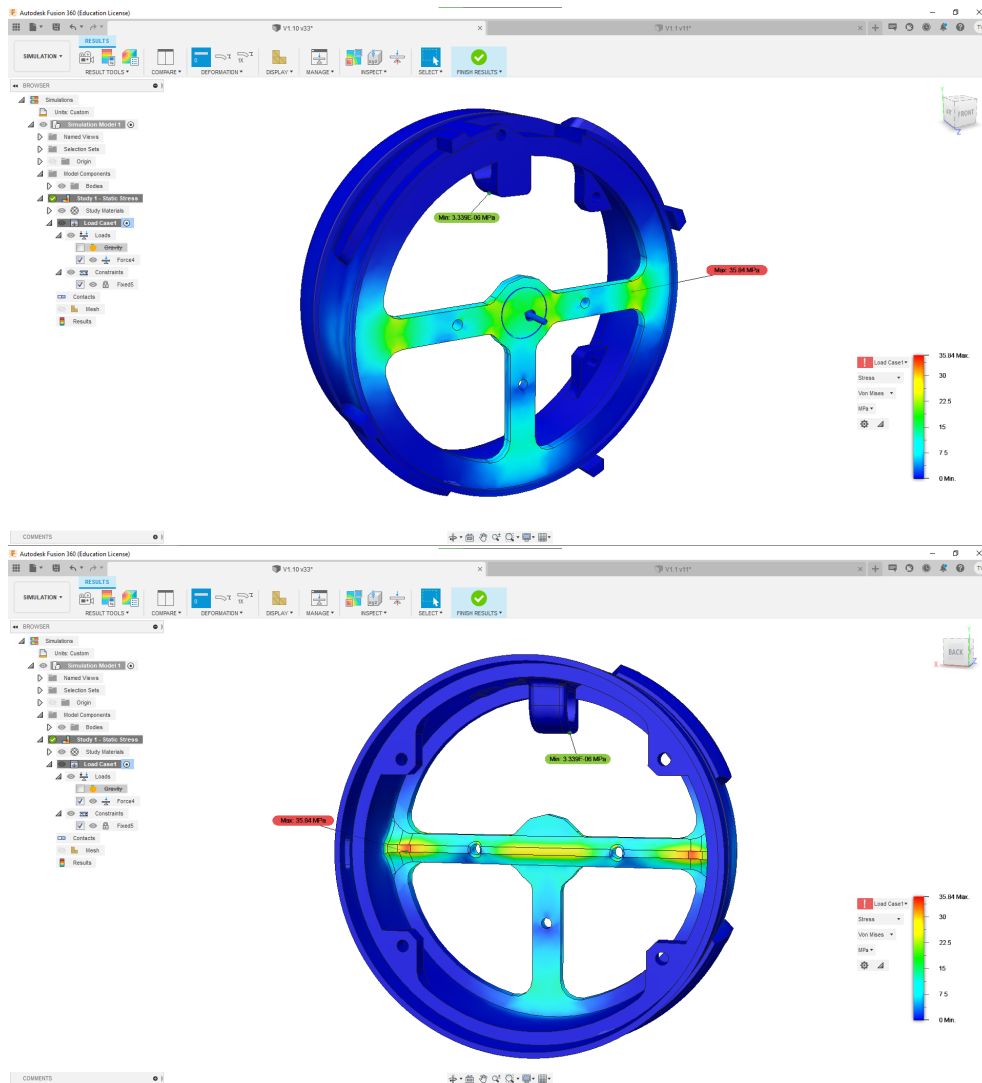 Autodesk Fusion 360 (Education License)
V1.10 v33*
V1.1 v11*
RESULTS
SIMULATION
RESULT TOOLS
COMPARE
DEFORMATION
DISPLAY
MANAGE
INSPECT
SELECT
FINISH RESULTS
BROWSER
Simulations
Units: Custom
Simulation Model 1
Named Views
Selection Sets
Origin
Model Components
Bodies
Study 1 - Static Stress
Study Materials
Load Case1
Loads
Gravity
Force4
Constraints
Fixed5
Contacts
Mesh
Results
FRONT
Y
Z
Min: 3.339E-06 MPa
Max: 35.84 MPa
Load Case1
Stress
Von Mises
MPa
35.84 Max.
30
22.5
15
7.5
0 Min.
COMMENTS
Autodesk Fusion 360 (Education License)
V1.10 v33*
V1.1 v11*
RESULTS
SIMULATION
RESULT TOOLS
COMPARE
DEFORMATION
DISPLAY
MANAGE
INSPECT
SELECT
FINISH RESULTS
BROWSER
Simulations
Units: Custom
Simulation Model 1
Named Views
Selection Sets
Origin
Model Components
Bodies
Study 1 - Static Stress
Study Materials
Load Case1
Loads
Gravity
Force4
Constraints
Fixed5
Contacts
Mesh
Results
Y
BACK
X
Z
Min: 3.339E-06 MPa
Max: 35.84 MPa
Load Case1
Stress
Von Mises
MPa
35.84 Max.
30
22.5
15
7.5
0 Min.
COMMENTS